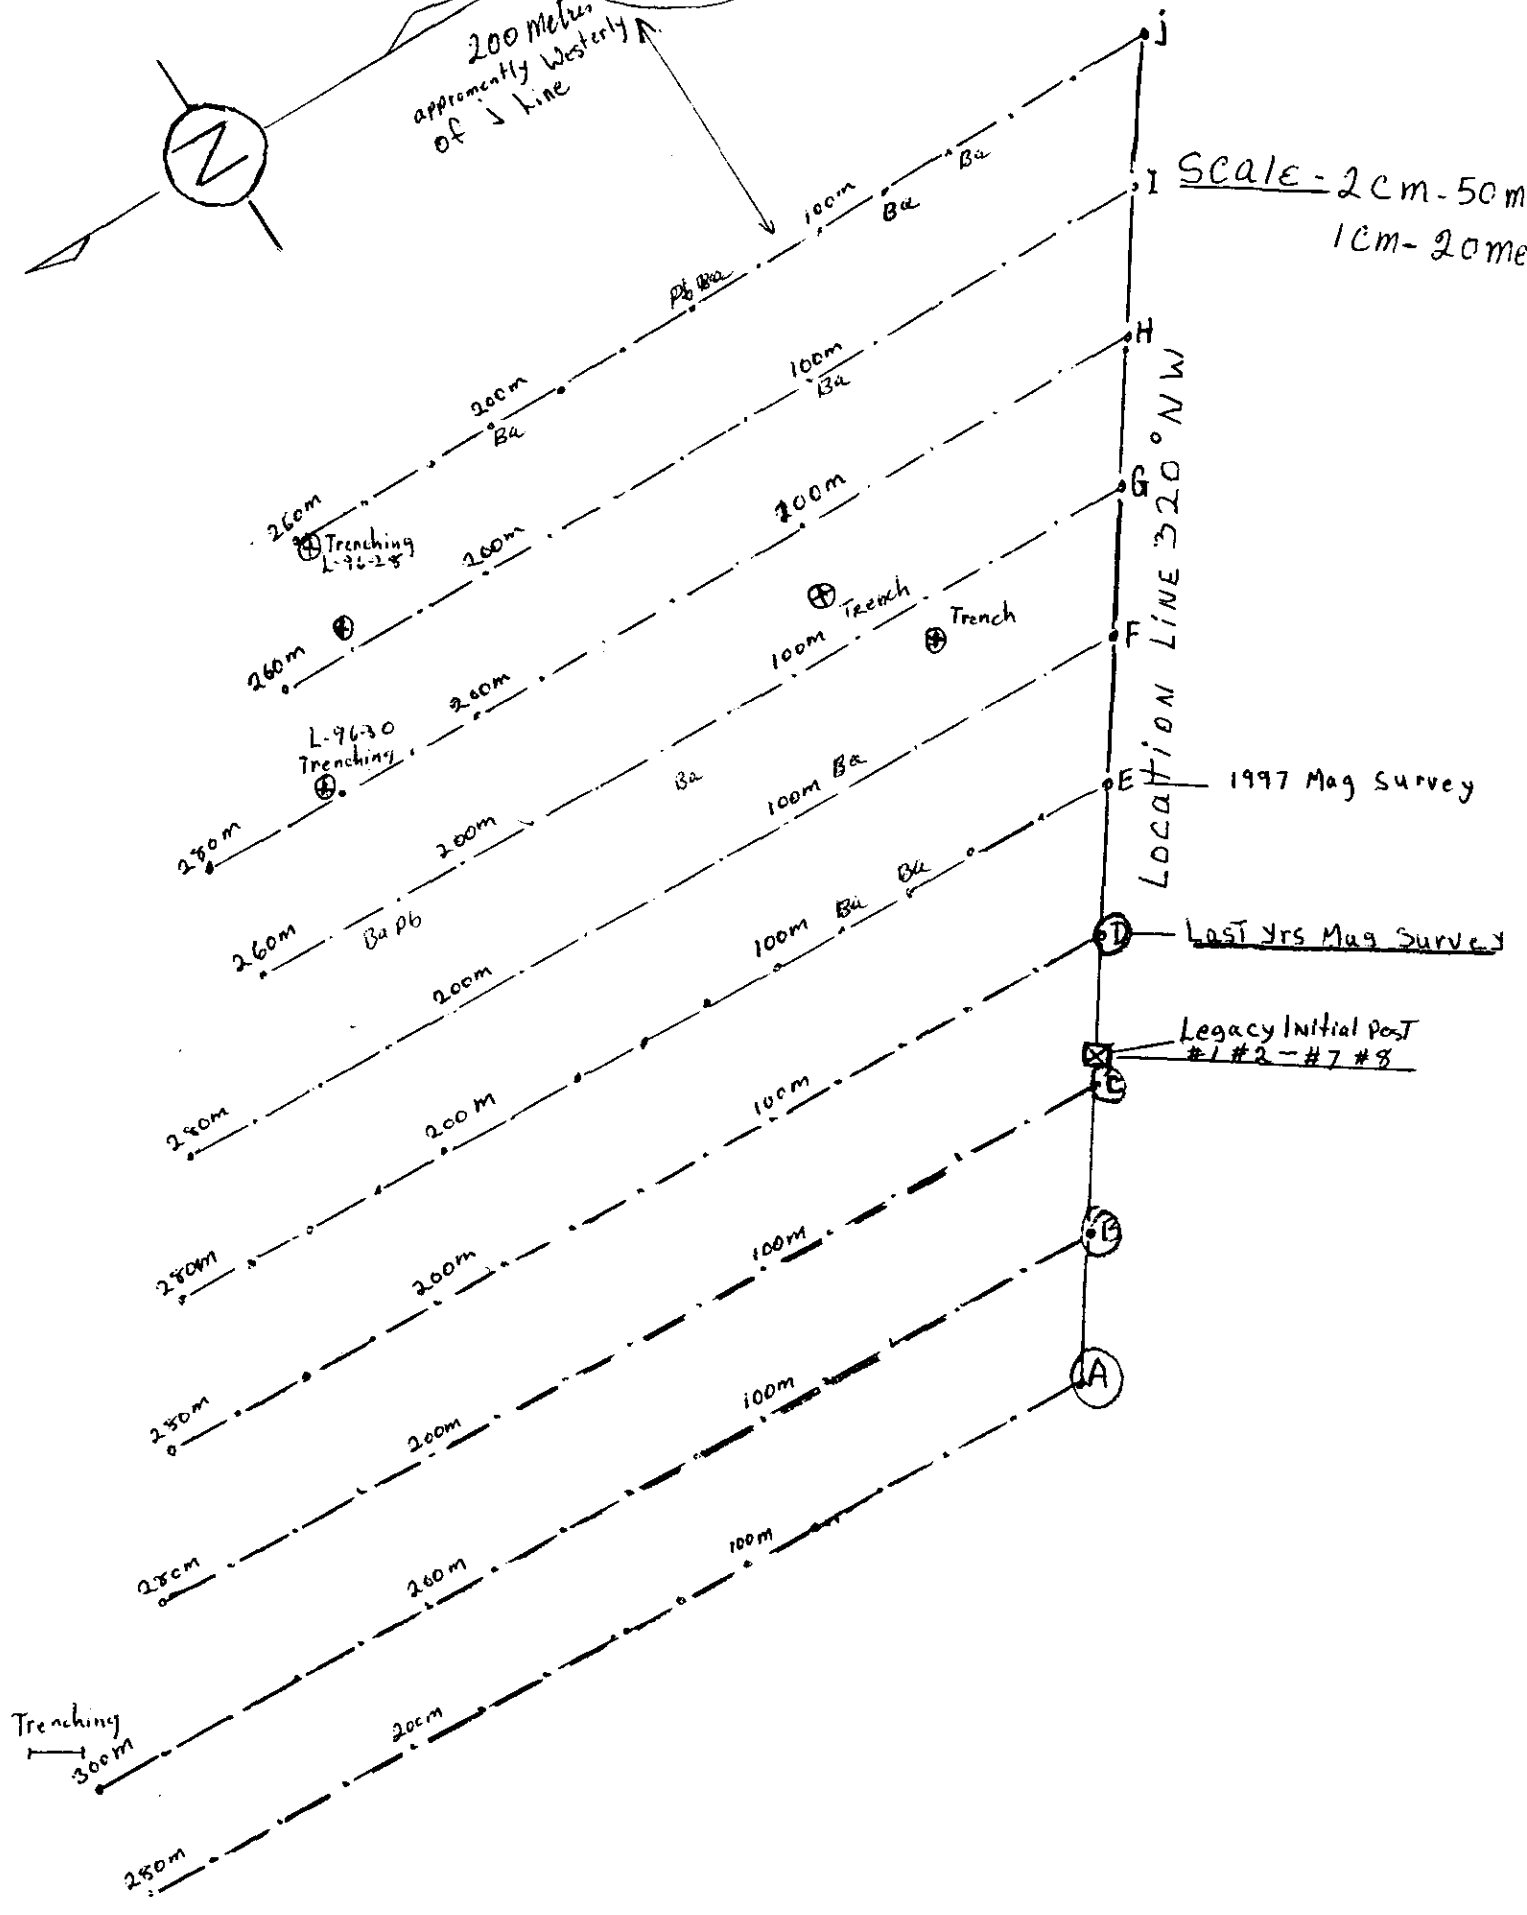 200 Metres
appromently Westerly
of J Line
N
J
Ba
100m
Ba
Pb Ba
200m
Ba
260m
Trenching
L-96-28
I
SCALE - 2cm - 50m
1cm - 20me
100m
Ba
200m
260m
H
100m
200m
L-96-30
Trenching
280m
LOCATION LINE 320° NW
G
Trench
Trench
100m
Ba
200m
Ba Pb
260m
F
Ba
100m
200m
280m
E
1997 Mag Survey
Ba
Ba
100m
200m
280m
D
Last yrs Mag Survey
100m
200m
280m
Legacy Initial Post
#1 #2 - #7 #8
C
100m
200m
280m
B
100m
200m
Trenching
300m
A
100m
200m
280m